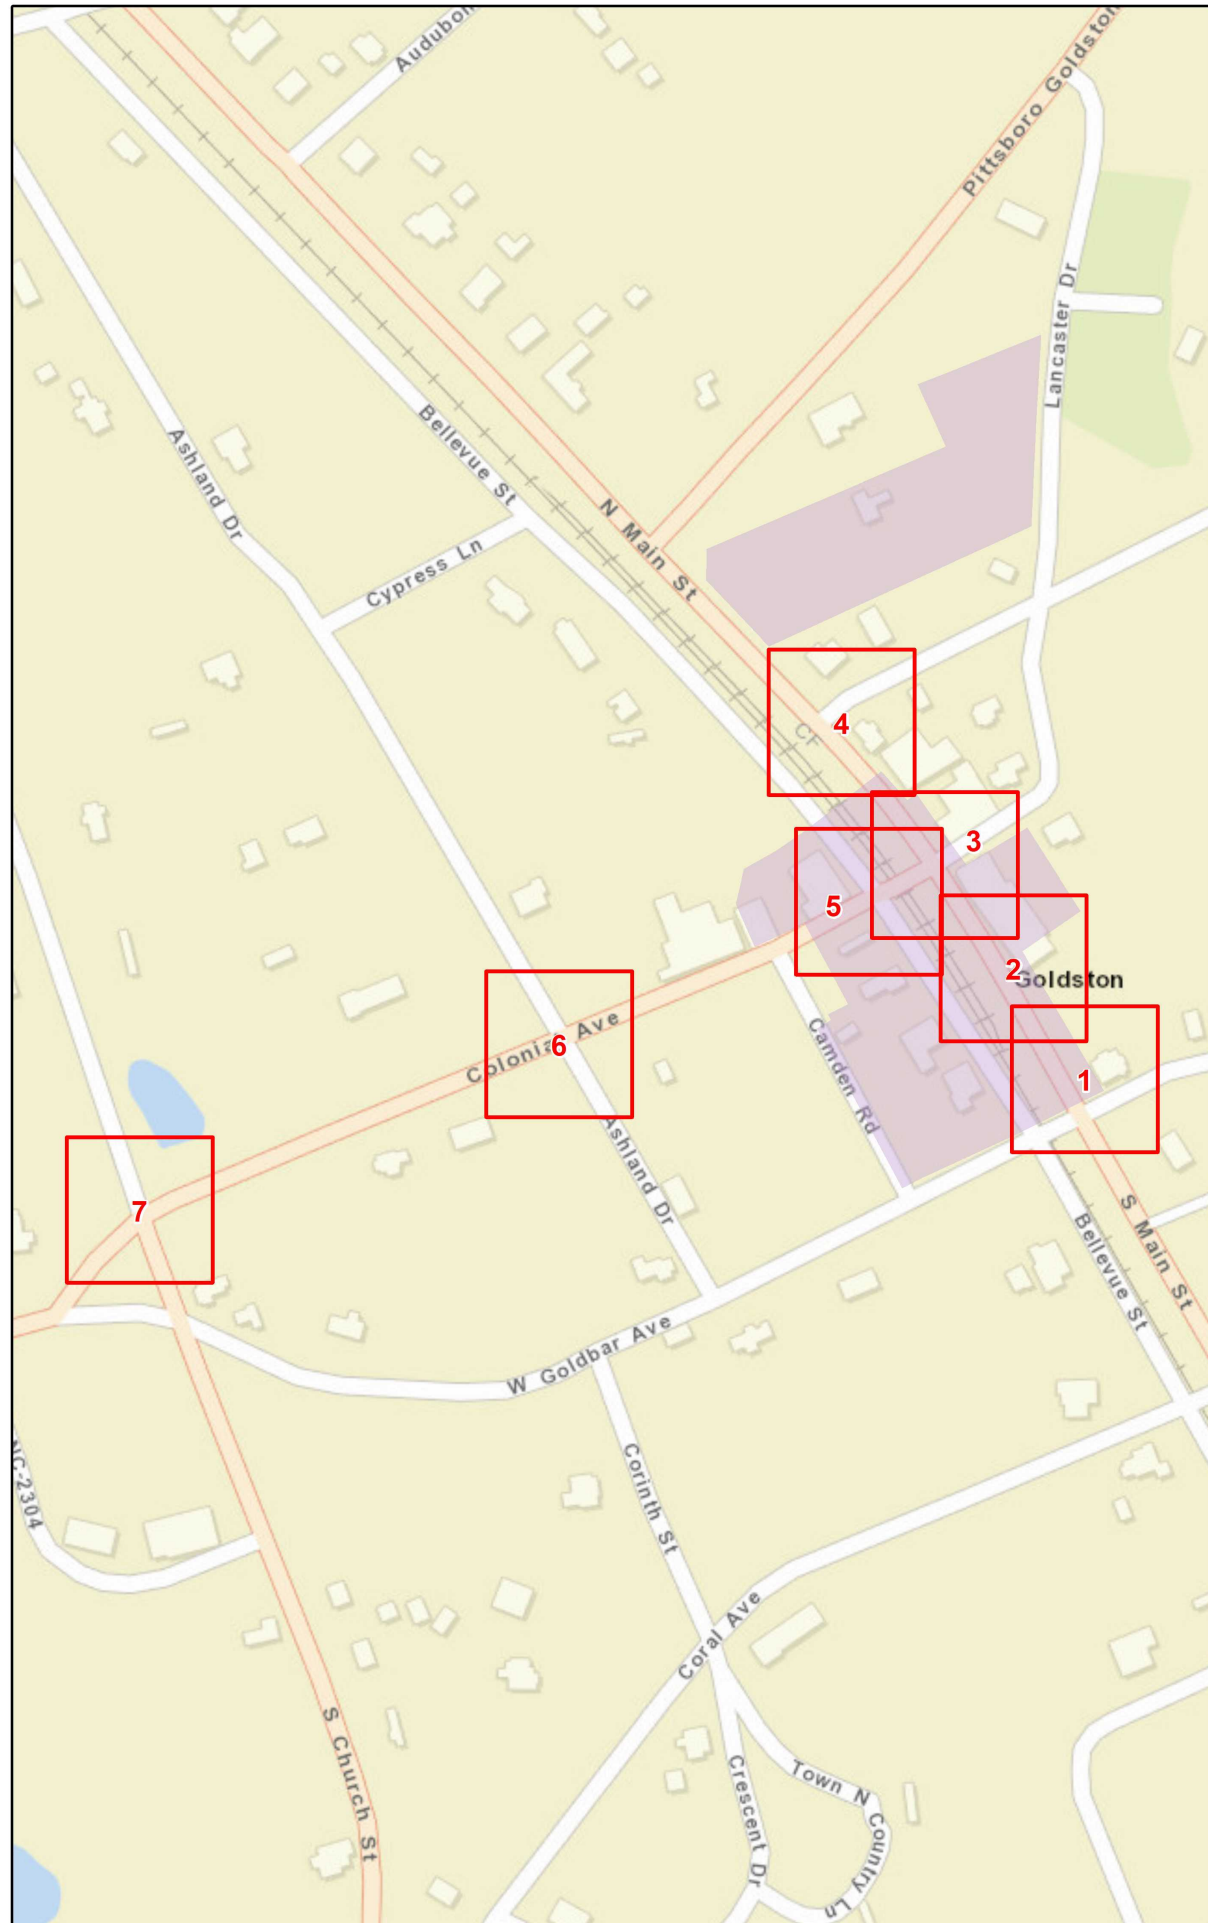 Audubon
Pittsboro Goldston
Lancaster Dr
Bellevue St
Ashland Dr
N Main St
Cypress Ln
4
CF
3
5
2
Goldston
Colonial Ave
6
Camden Rd
1
Ashland Dr
7
S Main St
Bellevue St
W Goldbar Ave
NC-2304
Corinth St
Coral Ave
S Church St
Crescent Dr
Town N Country Ln